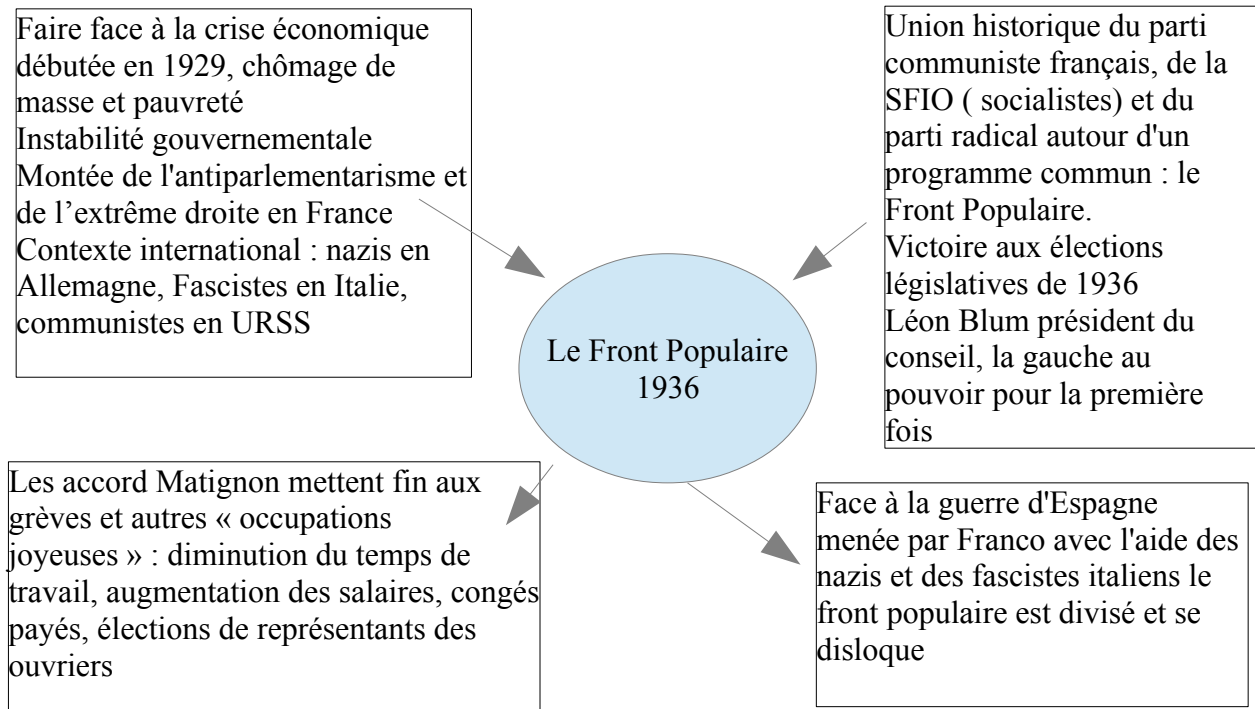 Faire face à la crise économique
débutée en 1929, chômage de
masse et pauvreté
Instabilité gouvernementale
Montée de l'antiparlementarisme et
de l’extrême droite en France
Contexte international : nazis en
Allemagne, Fascistes en Italie,
communistes en URSS
Union historique du parti
communiste français, de la
SFIO ( socialistes) et du
parti radical autour d'un
programme commun : le
Front Populaire.
Victoire aux élections
législatives de 1936
Léon Blum président du
conseil, la gauche au
pouvoir pour la première
fois
Le Front Populaire
1936
Les accord Matignon mettent fin aux
grèves et autres « occupations
joyeuses » : diminution du temps de
travail, augmentation des salaires, congés
payés, élections de représentants des
ouvriers
Face à la guerre d'Espagne
menée par Franco avec l'aide des
nazis et des fascistes italiens le
front populaire est divisé et se
disloque